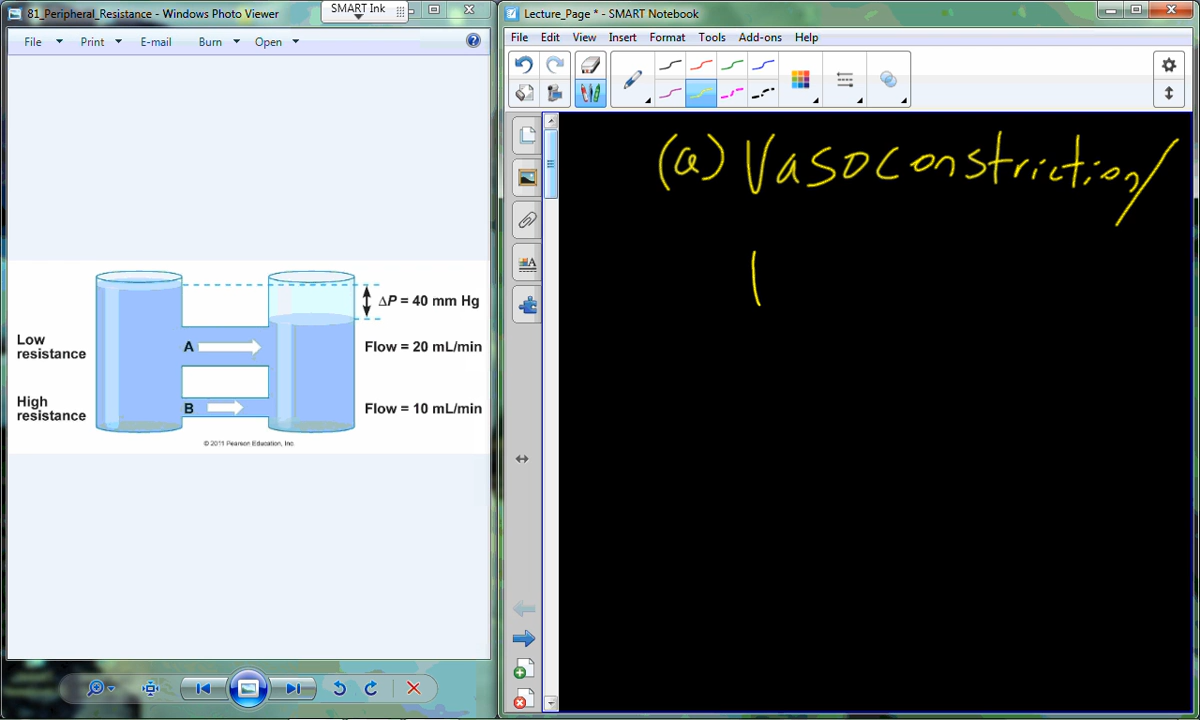 81_Peripheral_Resistance - Windows Photo Viewer
SMART Ink
File Print E-mail Burn Open
Low resistance
High resistance
A
B
ΔP = 40 mm Hg
Flow = 20 mL/min
Flow = 10 mL/min
© 2011 Pearson Education, Inc.
Lecture_Page * - SMART Notebook
File Edit View Insert Format Tools Add-ons Help
(a) Vasoconstriction/